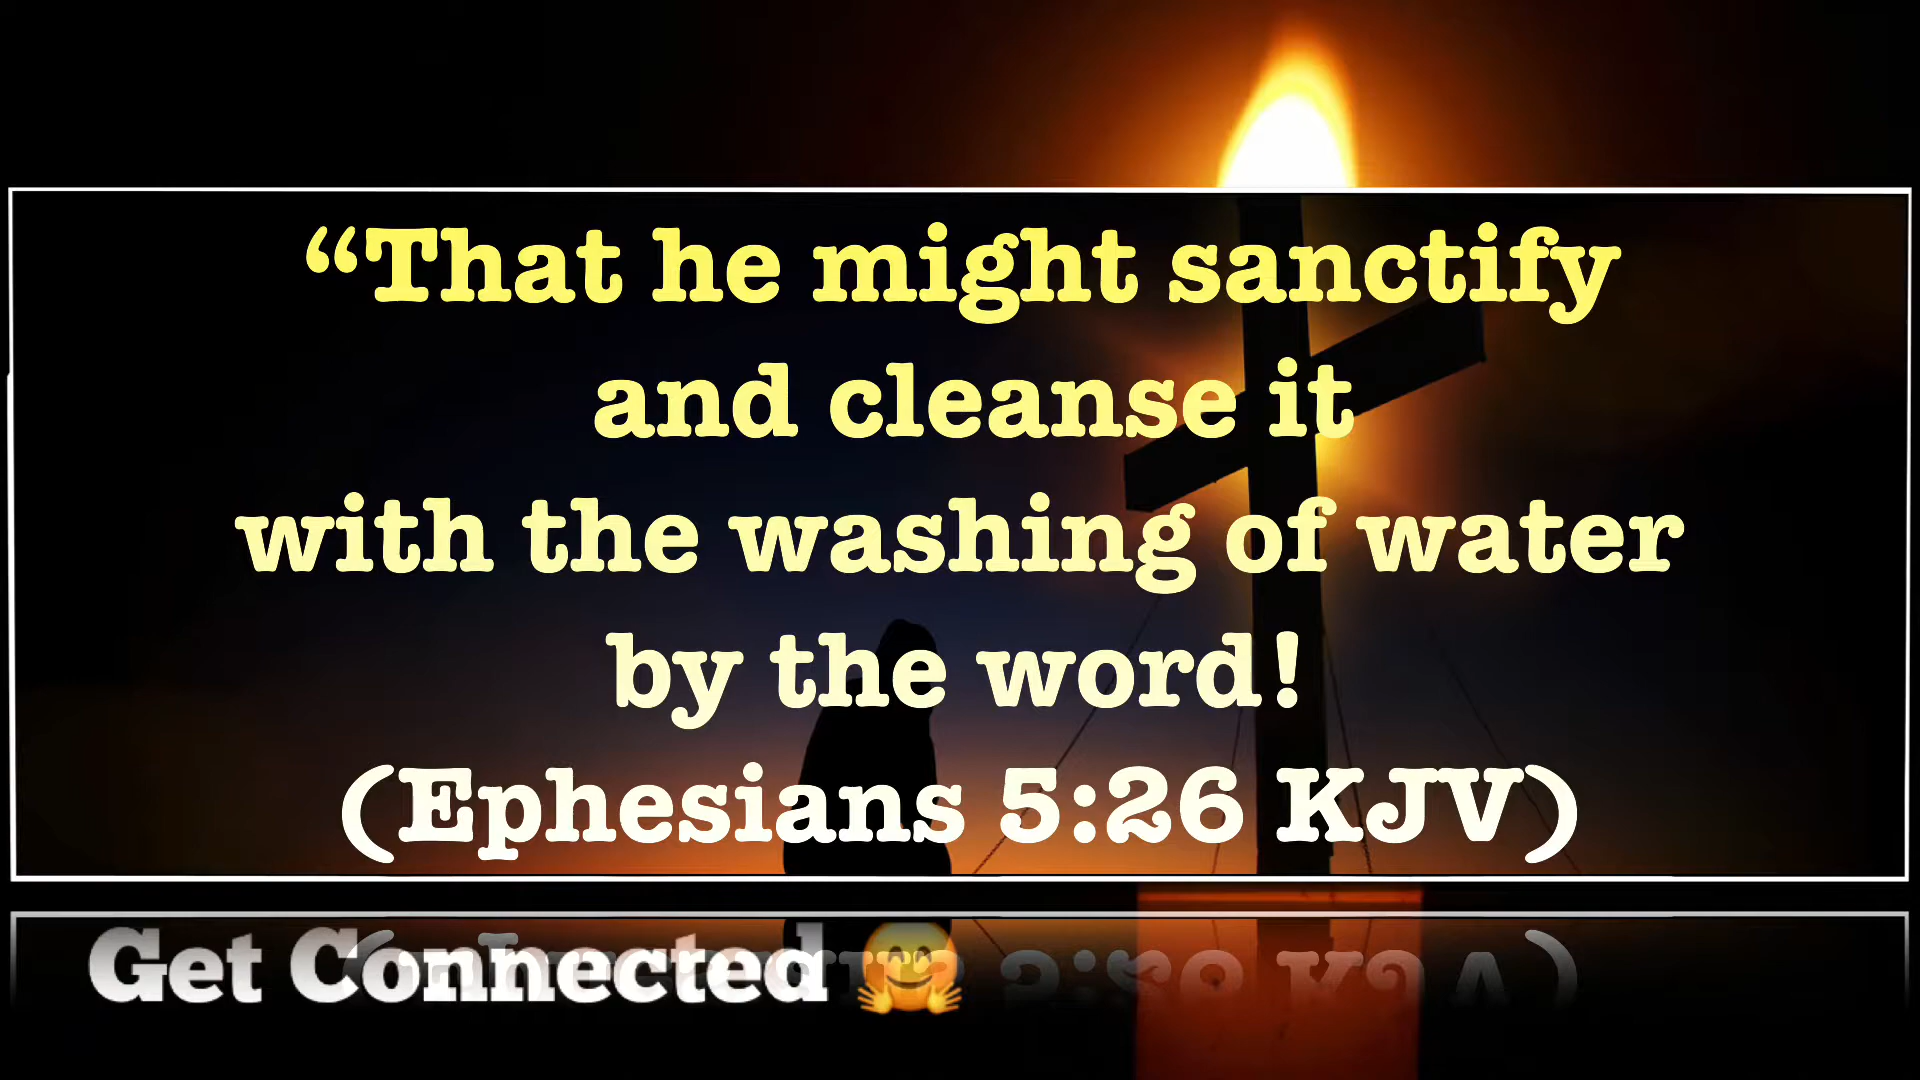 “That he might sanctify
and cleanse it
with the washing of water
by the word!
(Ephesians 5:26 KJV)
Get Connected 🤗